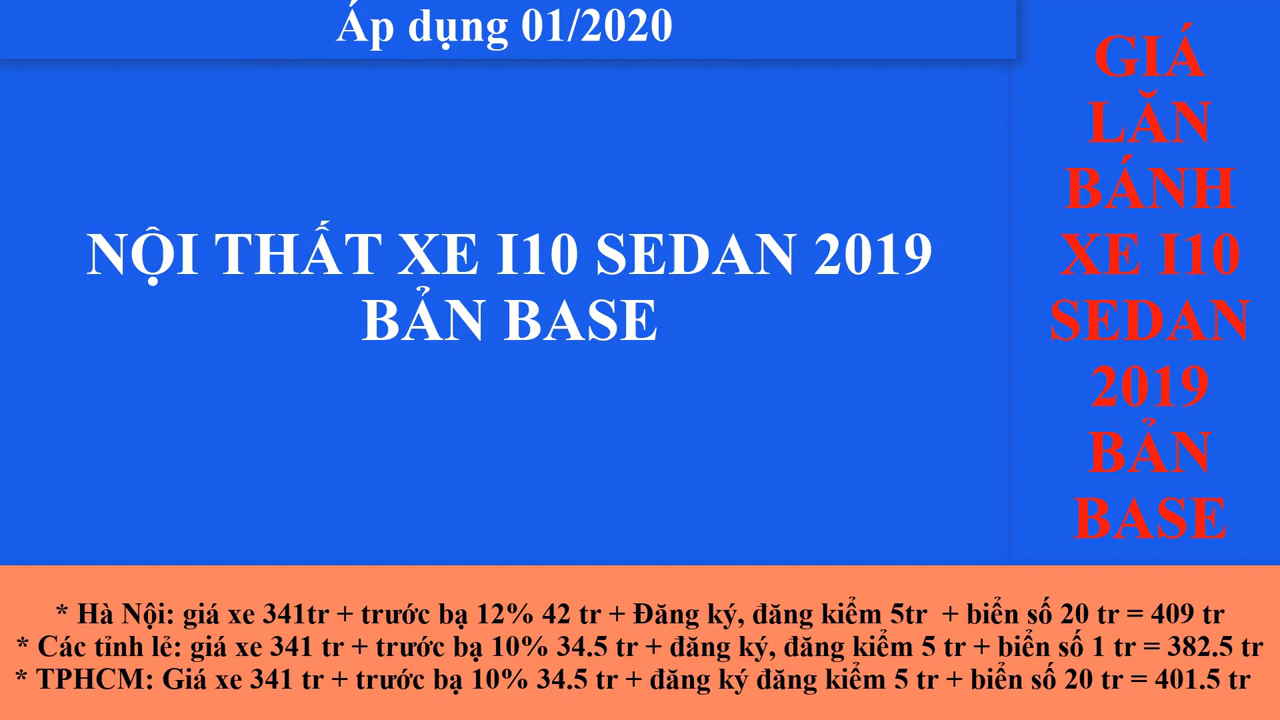 Áp dụng 01/2020
NỘI THẤT XE I10 SEDAN 2019
BẢN BASE
GIÁ
LĂN
BÁNH
XE I10
SEDAN
2019
BẢN
BASE
* Hà Nội: giá xe 341tr + trước bạ 12% 42 tr + Đăng ký, đăng kiểm 5tr + biển số 20 tr = 409 tr
* Các tỉnh lẻ: giá xe 341 tr + trước bạ 10% 34.5 tr + đăng ký, đăng kiểm 5 tr + biển số 1 tr = 382.5 tr
* TPHCM: Giá xe 341 tr + trước bạ 10% 34.5 tr + đăng ký đăng kiểm 5 tr + biển số 20 tr = 401.5 tr